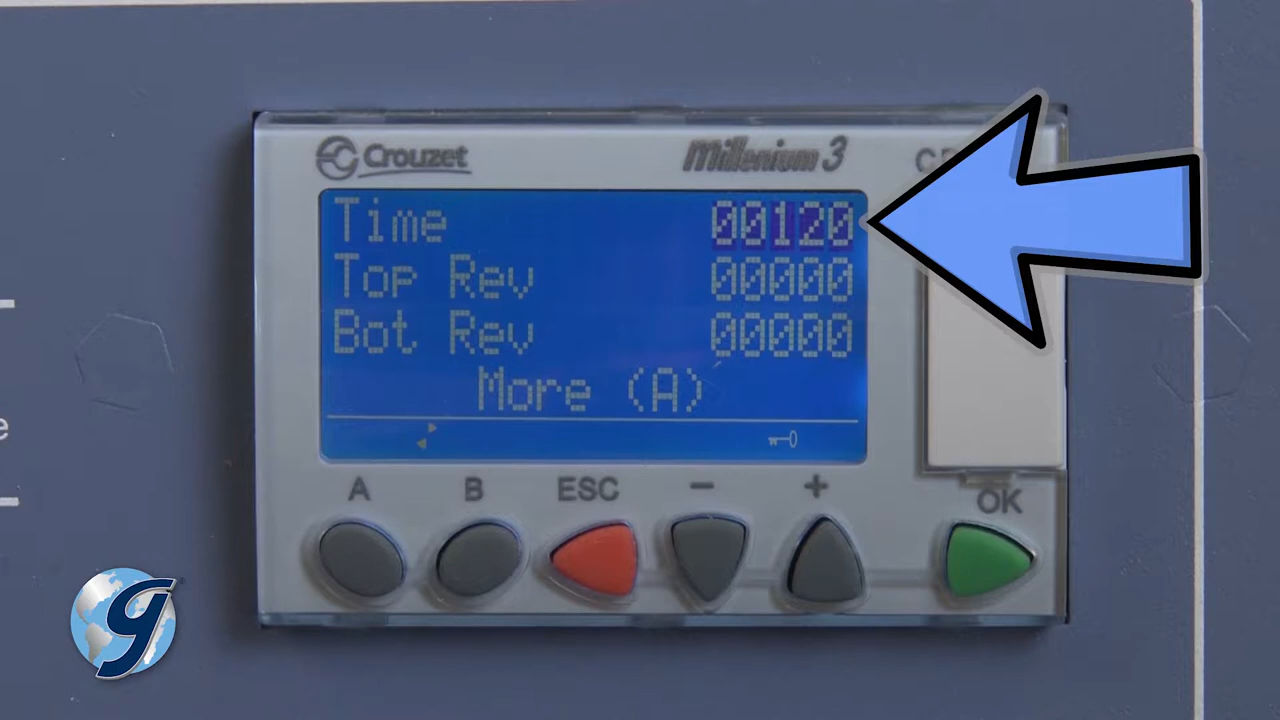 Crouzet Millenium 3
Time 00120
Top Rev 00000
Bot Rev 00000
More (A)
A B ESC - + OK
g
e